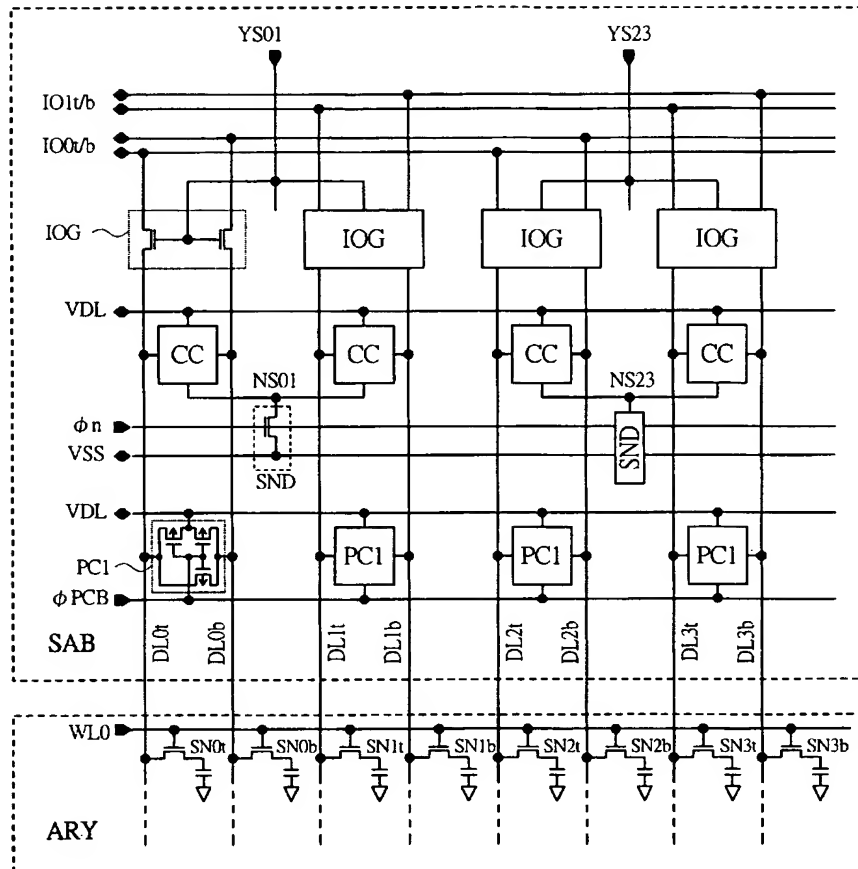 YS01 YS23
IO1t/b
IO0t/b
IOG IOG IOG IOG
VDL
CC CC CC CC
NS01 NS23
ϕn
VSS
SND SND
VDL
PC1 PC1 PC1 PC1
ϕPCB
DL0t DL0b DL1t DL1b DL2t DL2b DL3t DL3b
SAB
WL0
SN0t SN0b SN1t SN1b SN2t SN2b SN3t SN3b
ARY